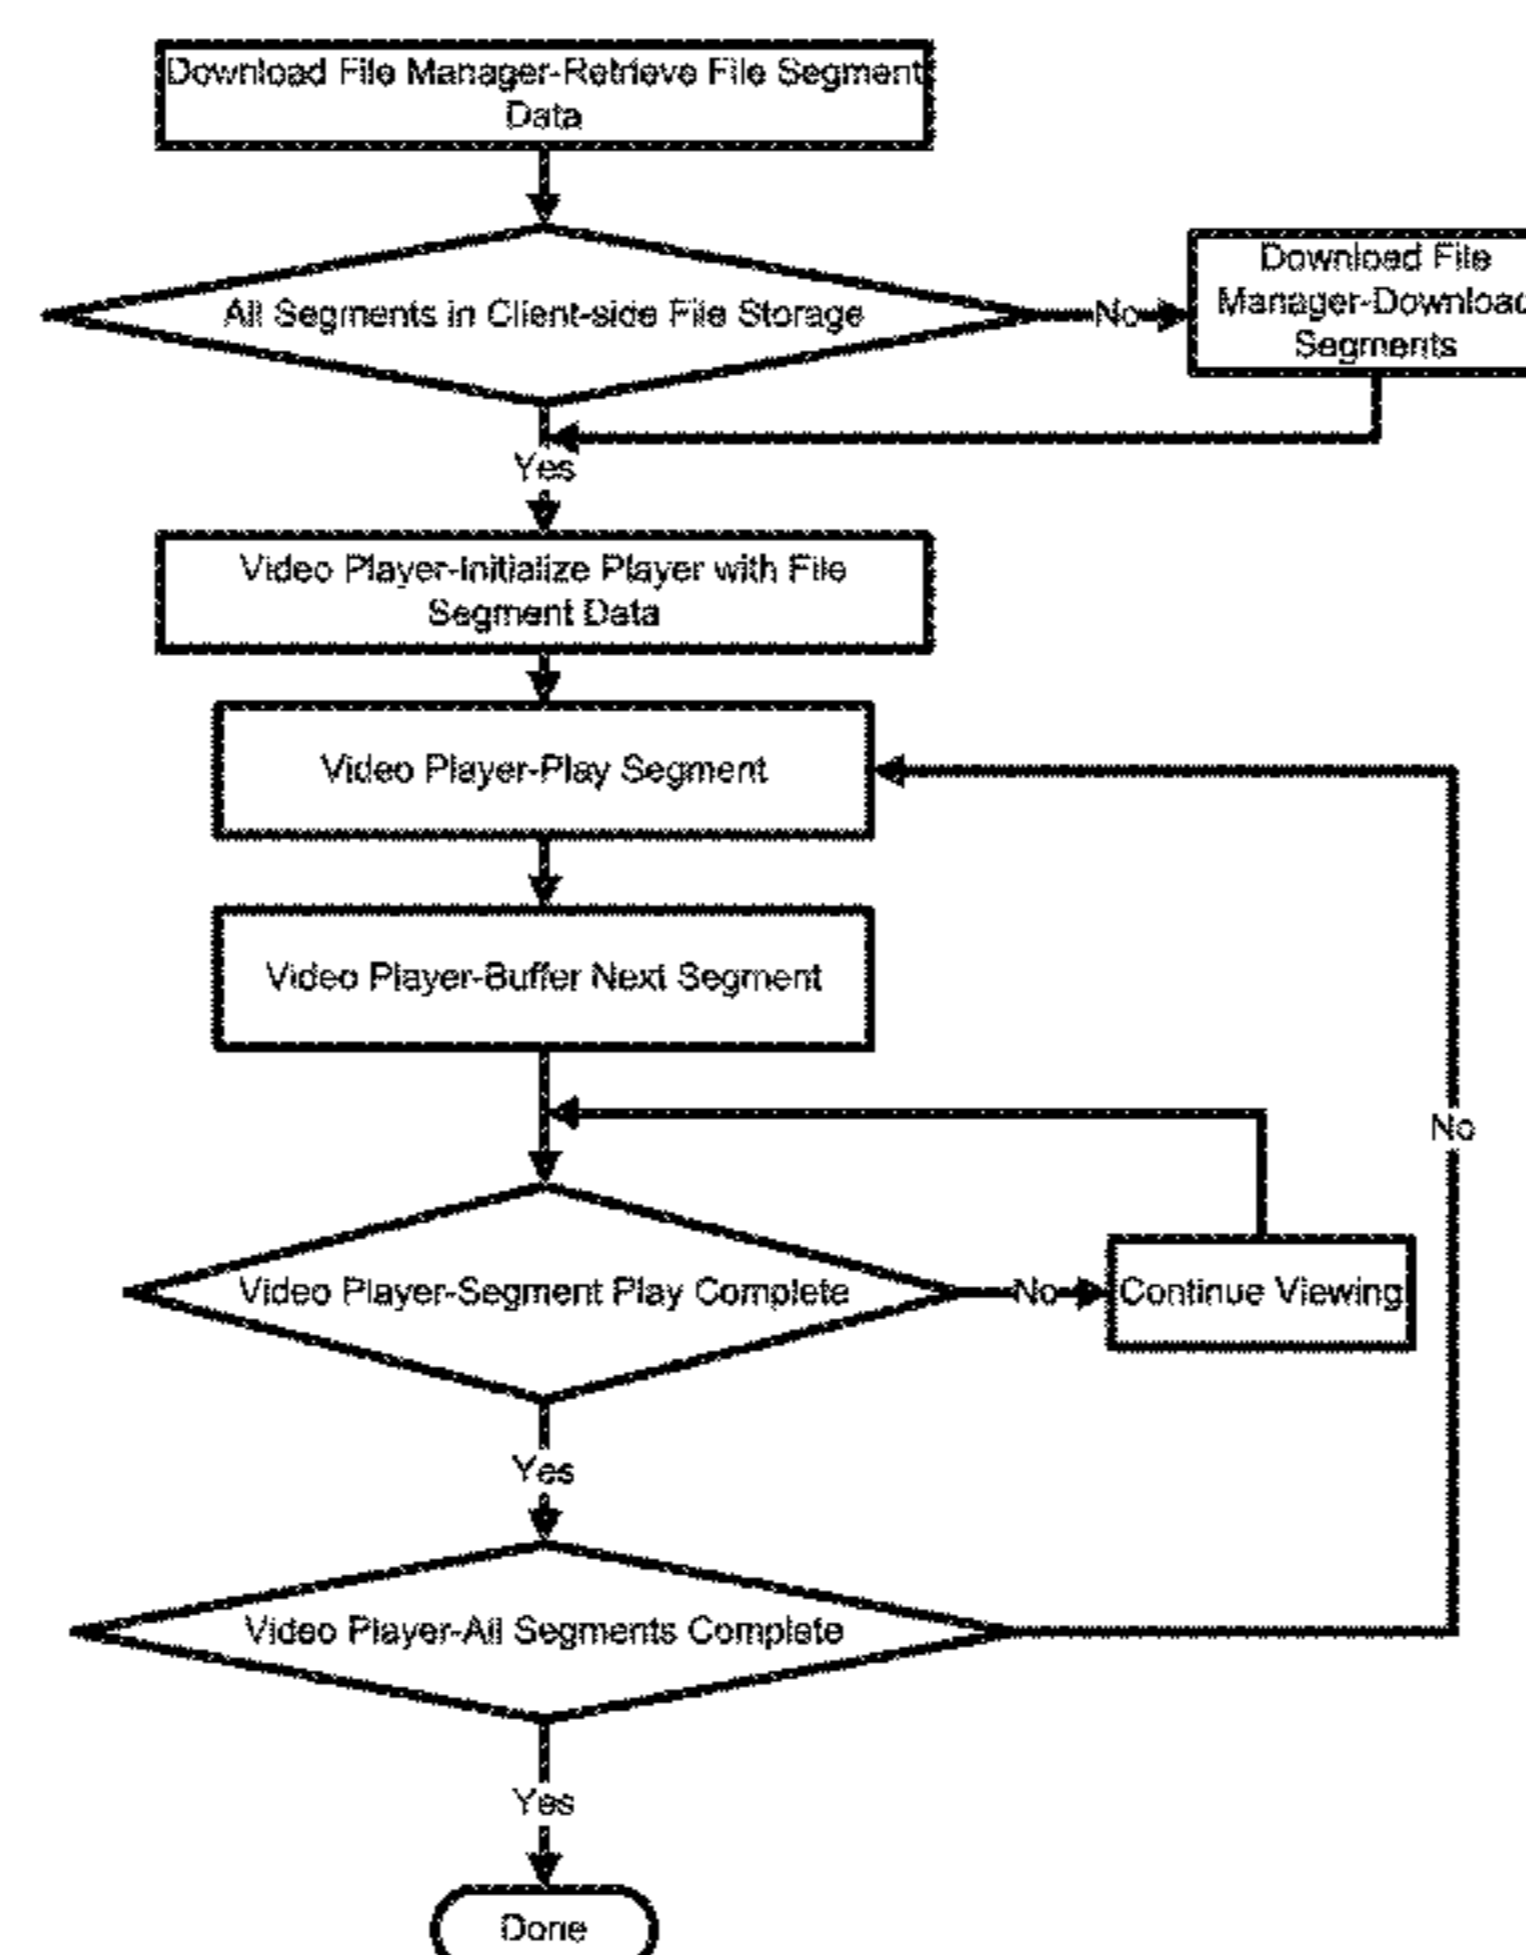 Download File Manager-Retrieve File Segment
Data
All Segments in Client-side File Storage
No
Download File
Manager-Download
Segments
Yes
Video Player-Initialize Player with File
Segment Data
Video Player-Play Segment
Video Player-Buffer Next Segment
No
Video Player-Segment Play Complete
No
Continue Viewing
Yes
Video Player-All Segments Complete
Yes
Done